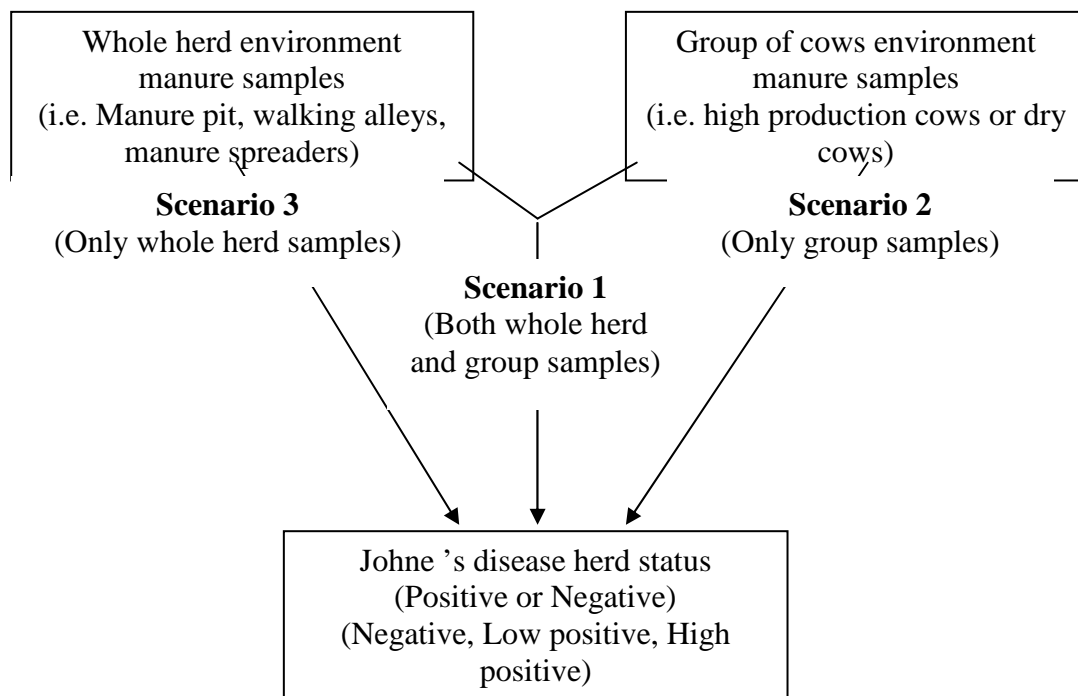 Whole herd environment
manure samples
(i.e. Manure pit, walking alleys,
manure spreaders)
Group of cows environment
manure samples
(i.e. high production cows or dry
cows)
Scenario 3
(Only whole herd samples)
Scenario 2
(Only group samples)
Scenario 1
(Both whole herd
and group samples)
Johne ’s disease herd status
(Positive or Negative)
(Negative, Low positive, High
positive)